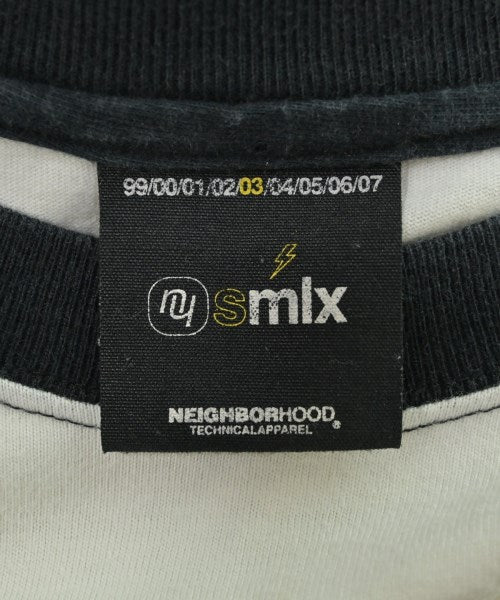 99/00/01/02/03/04/05/06/07
nh smlx
NEIGHBORHOOD®
TECHNICALAPPAREL